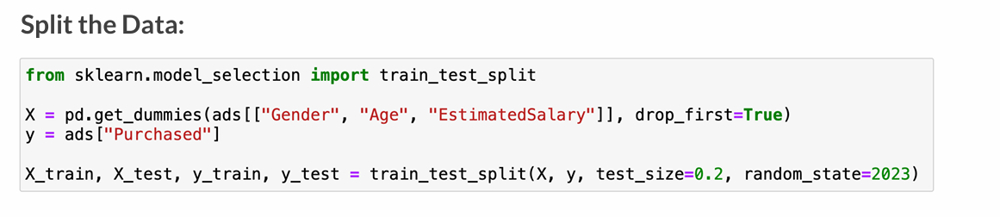 Split the Data:
from sklearn.model_selection import train_test_split
X = pd.get_dummies(ads[["Gender", "Age", "EstimatedSalary"]], drop_first=True)
y = ads["Purchased"]
X_train, X_test, y_train, y_test = train_test_split(X, y, test_size=0.2, random_state=2023)